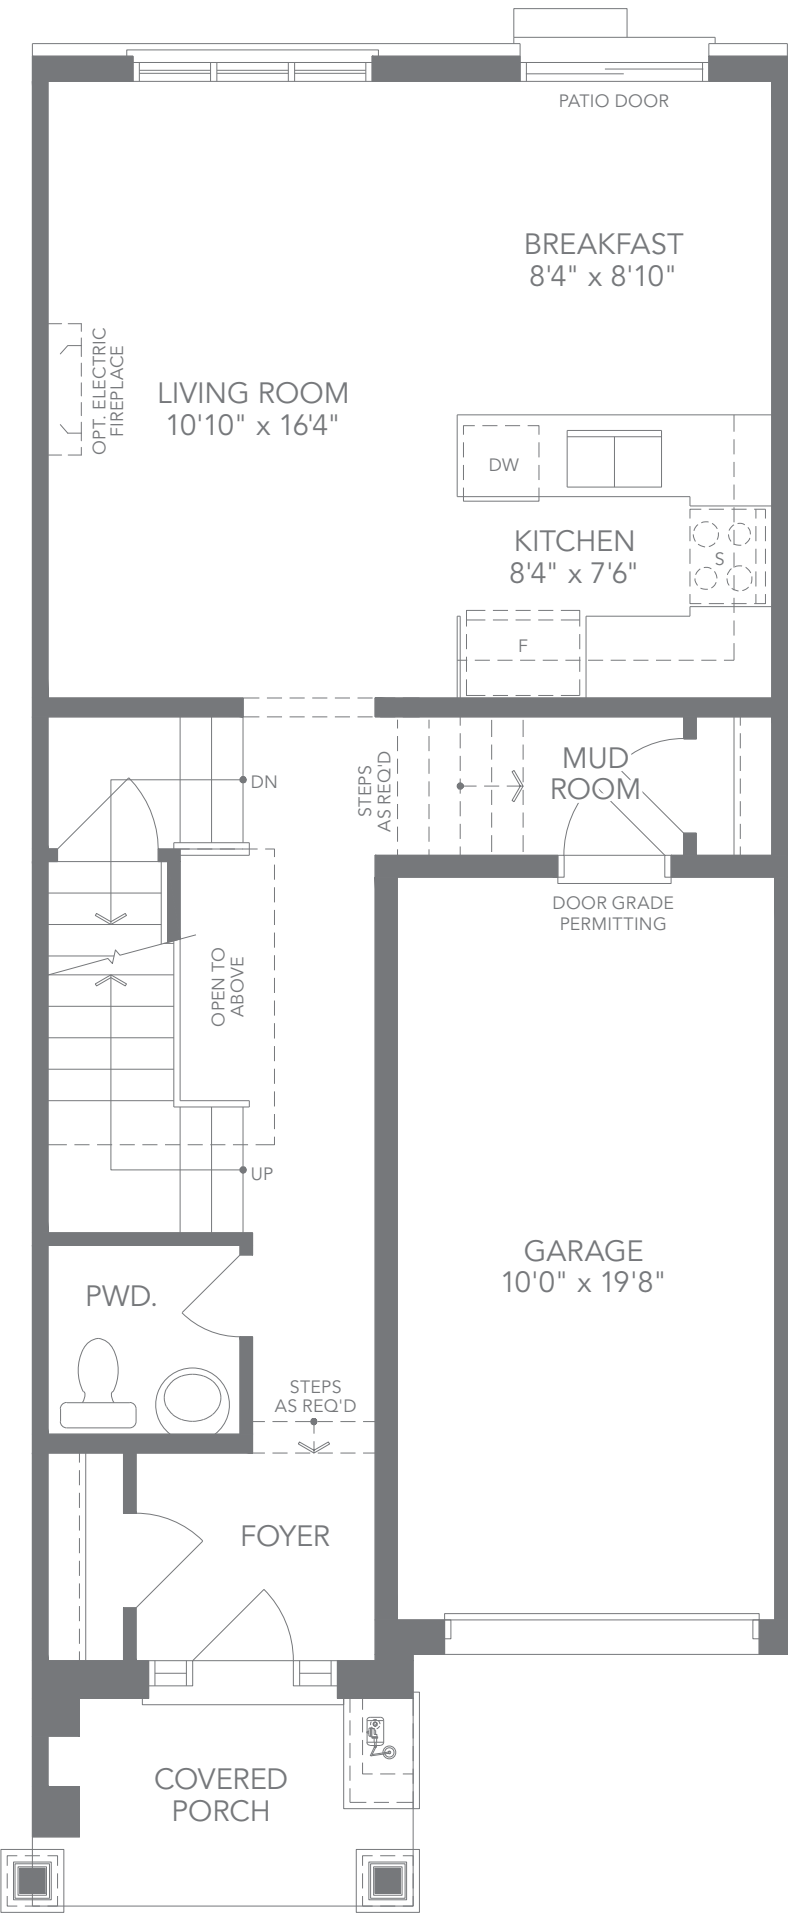 PATIO DOOR
BREAKFAST
8'4" x 8'10"
OPT. ELECTRIC
FIREPLACE
LIVING ROOM
10'10" x 16'4"
DW
KITCHEN
8'4" x 7'6"
S
F
DN
STEPS
AS REQ'D
MUD
ROOM
DOOR GRADE
PERMITTING
OPEN TO
ABOVE
UP
GARAGE
10'0" x 19'8"
PWD.
STEPS
AS REQ'D
FOYER
COVERED
PORCH